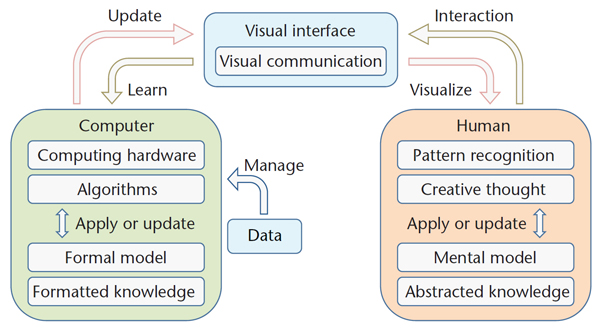 Update
Visual interface
Interaction
Visual communication
Learn
Visualize
Computer
Computing hardware
Algorithms
Apply or update
Formal model
Formatted knowledge
Manage
Data
Human
Pattern recognition
Creative thought
Apply or update
Mental model
Abstracted knowledge